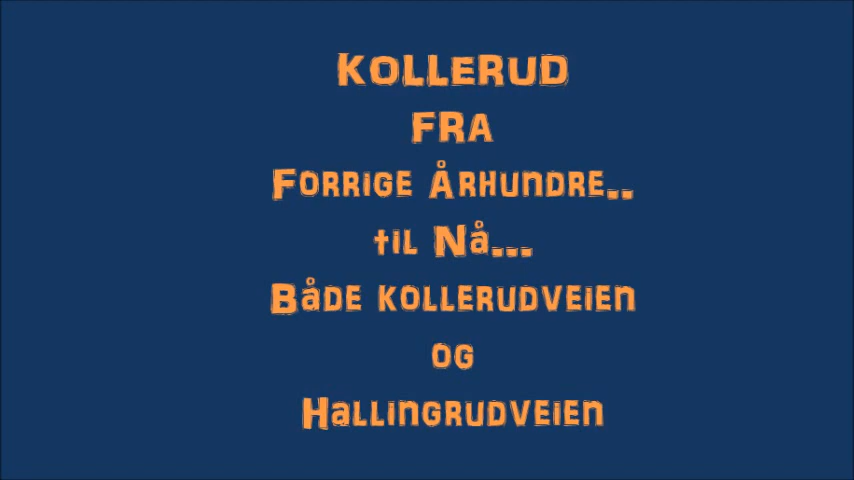 KOLLERUD
FRA
Forrige Århundre..
til Nå...
Både kollerudveien
og
Hallingrudveien